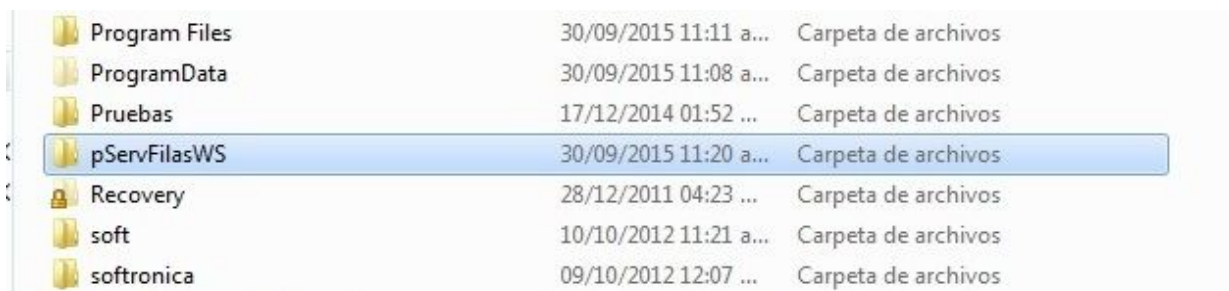 Program Files 30/09/2015 11:11 a... Carpeta de archivos
ProgramData 30/09/2015 11:08 a... Carpeta de archivos
Pruebas 17/12/2014 01:52 ... Carpeta de archivos
pServFilasWS 30/09/2015 11:20 a... Carpeta de archivos
Recovery 28/12/2011 04:23 ... Carpeta de archivos
soft 10/10/2012 11:21 a... Carpeta de archivos
softronica 09/10/2012 12:07 ... Carpeta de archivos